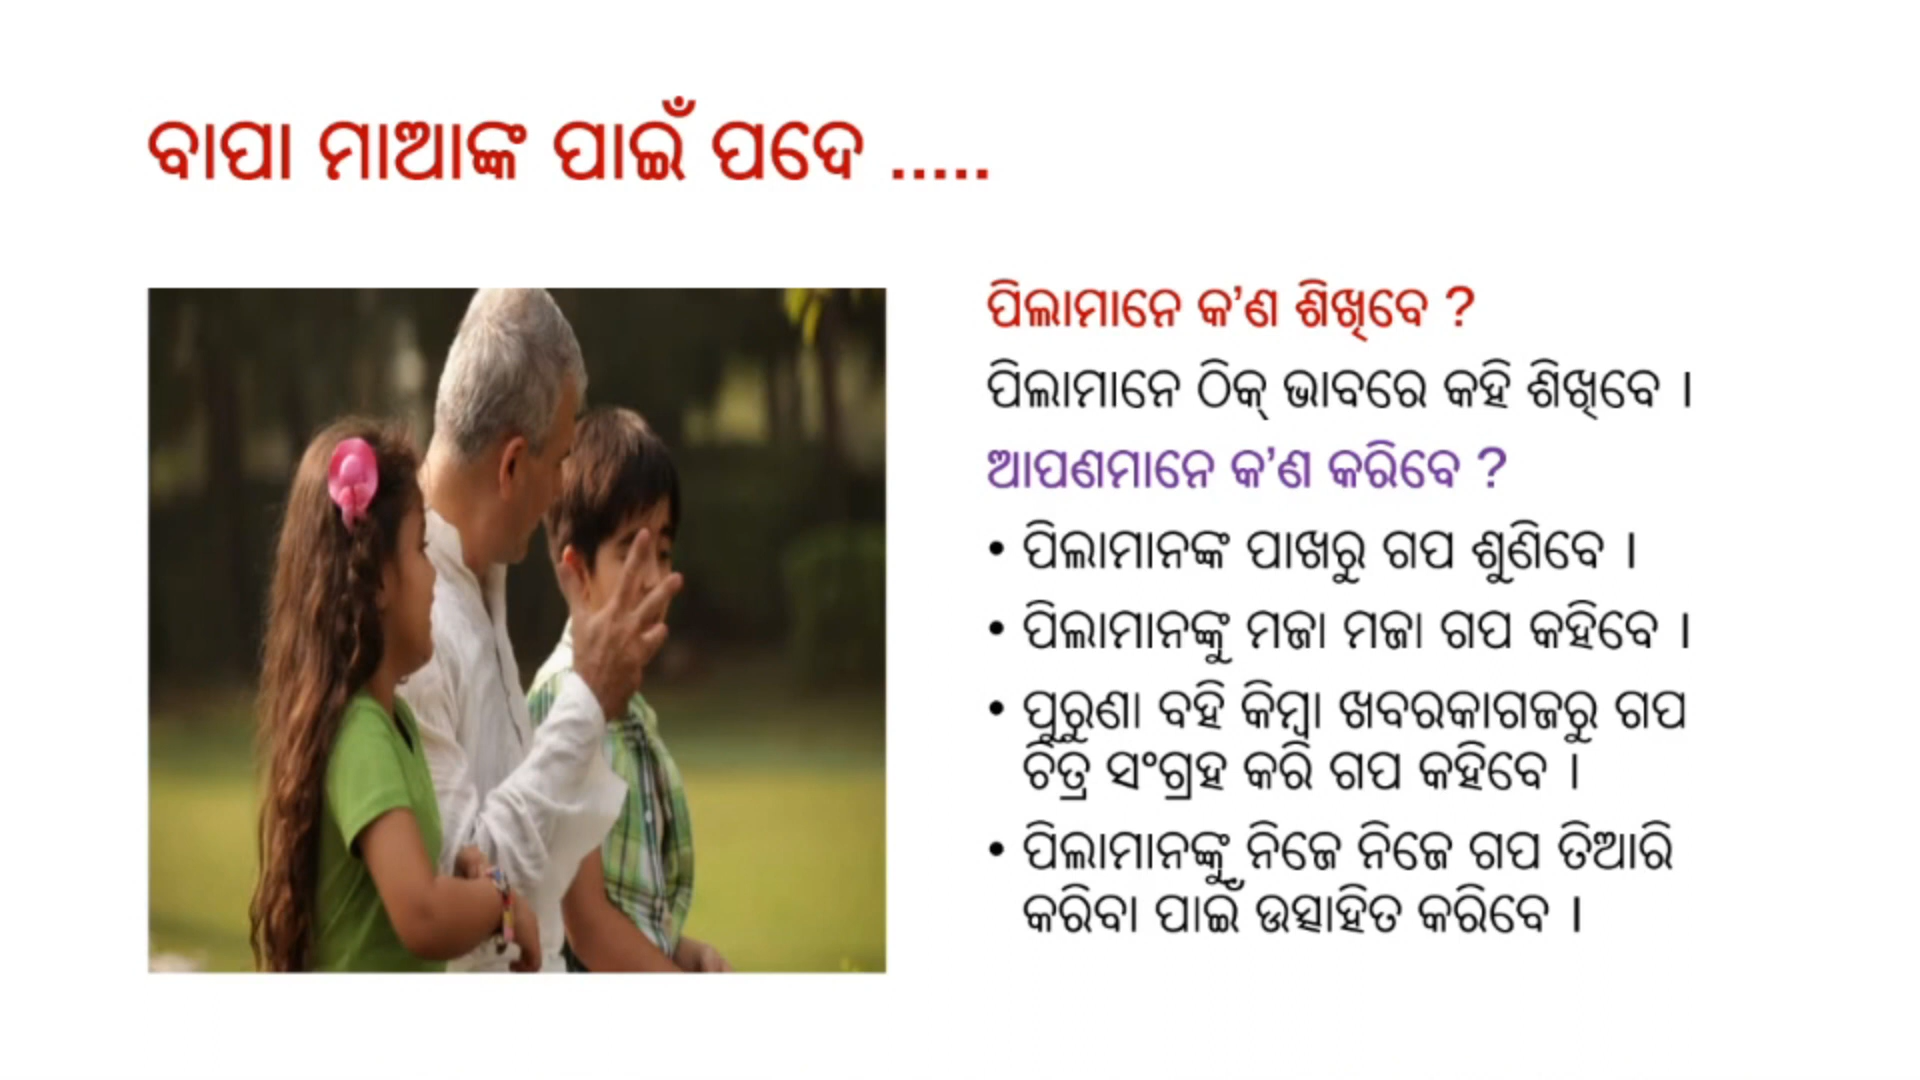 ବାପା ମାଆଙ୍କ ପାଇଁ ପଦେ .....
ପିଲାମାନେ କ’ଣ ଶିଖିବେ ?
ପିଲାମାନେ ଠିକ୍ ଭାବରେ କହି ଶିଖିବେ ।
ଆପଣମାନେ କ’ଣ କରିବେ ?
• ପିଲାମାନଙ୍କ ପାଖରୁ ଗପ ଶୁଣିବେ ।
• ପିଲାମାନଙ୍କୁ ମଜା ମଜା ଗପ କହିବେ ।
• ପୁରୁଣା ବହି କିମ୍ବା ଖବରକାଗଜରୁ ଗପ
ଚିତ୍ର ସଂଗ୍ରହ କରି ଗପ କହିବେ ।
• ପିଲାମାନଙ୍କୁ ନିଜେ ନିଜେ ଗପ ତିଆରି
କରିବା ପାଇଁ ଉତ୍ସାହିତ କରିବେ ।